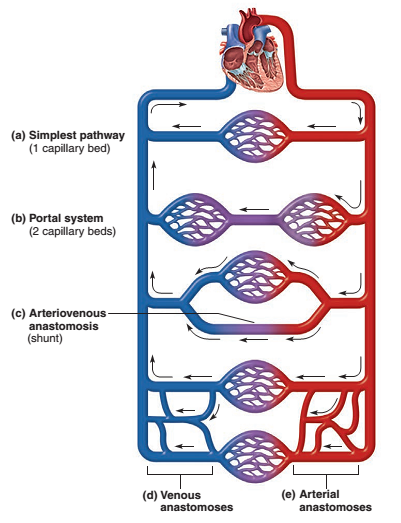 (a) Simplest pathway
(1 capillary bed)
(b) Portal system
(2 capillary beds)
(c) Arteriovenous
anastomosis
(shunt)
(d) Venous
anastomoses
(e) Arterial
anastomoses